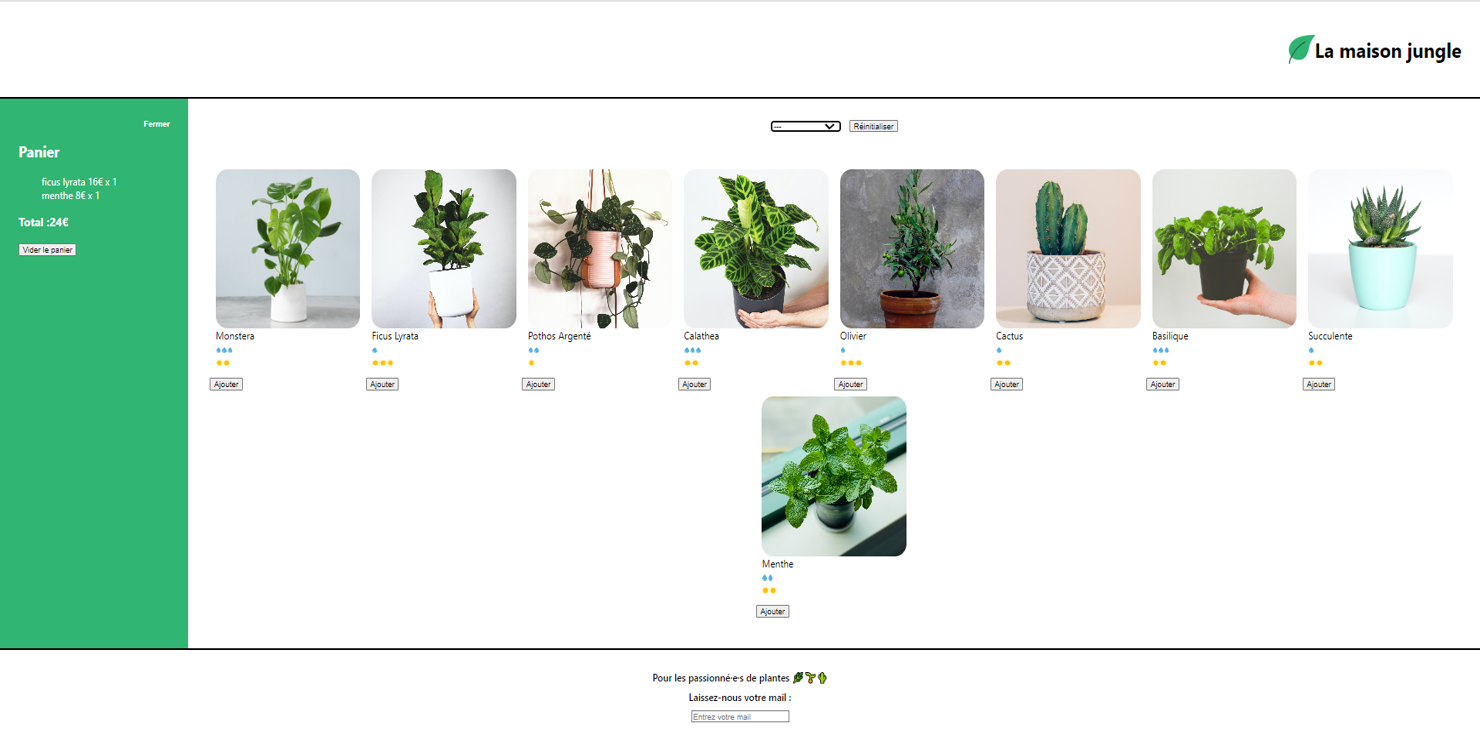 La maison jungle
Fermer
Panier
ficus lyrata 16€ x 1
menthe 8€ x 1
Total :24€
Vider le panier
--- Réinitialiser
Monstera Ficus Lyrata Pothos Argenté Calathea Olivier Cactus Basilique Succulente
Ajouter Ajouter Ajouter Ajouter Ajouter Ajouter Ajouter Ajouter
Menthe
Ajouter
Pour les passionné·e·s de plantes 🌿🌱🌵
Laissez-nous votre mail :
Entrez votre mail